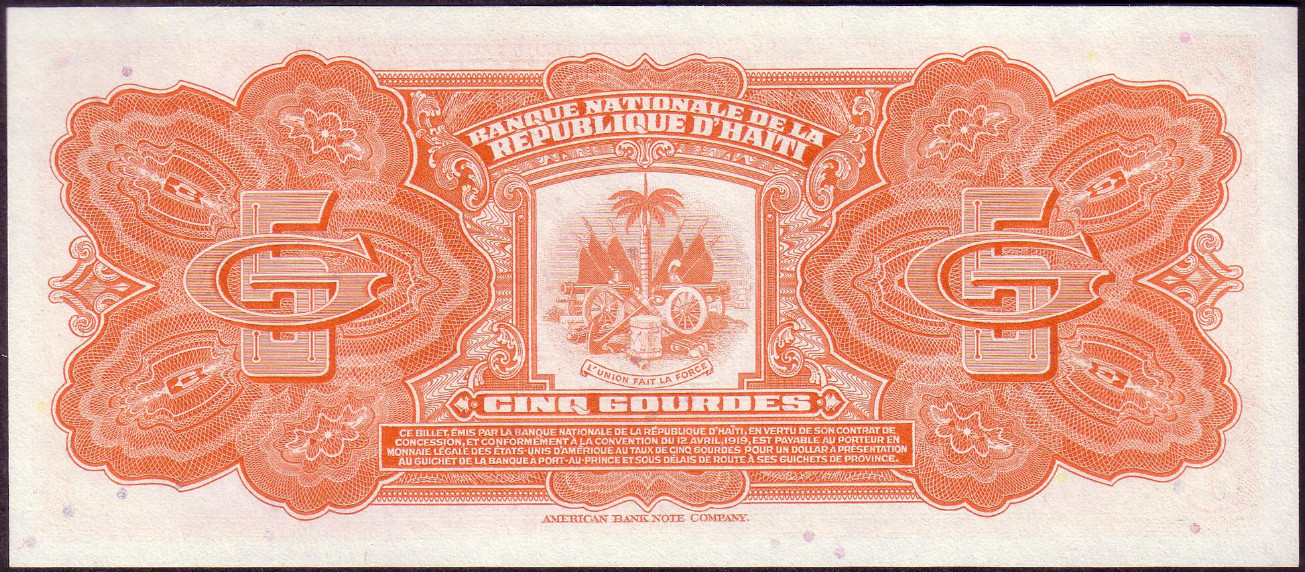 BANQUE NATIONALE DE LA
RÉPUBLIQUE D'HAÏTI
5
G
5
G
L'UNION FAIT LA FORCE
CINQ GOURDES
CE BILLET, ÉMIS PAR LA BANQUE NATIONALE DE LA RÉPUBLIQUE D'HAÏTI, EN VERTU DE SON CONTRAT DE
CONCESSION, ET CONFORMÉMENT À LA CONVENTION DU 12 AVRIL, 1919, EST PAYABLE AU PORTEUR EN
MONNAIE LÉGALE DES ÉTATS-UNIS D'AMÉRIQUE AU TAUX DE CINQ GOURDES POUR UN DOLLAR A PRÉSENTATION
AU GUICHET DE LA BANQUE A PORT-AU-PRINCE ET SOUS DÉLAIS DE ROUTE À SES GUICHETS DE PROVINCE.
AMERICAN BANK NOTE COMPANY.